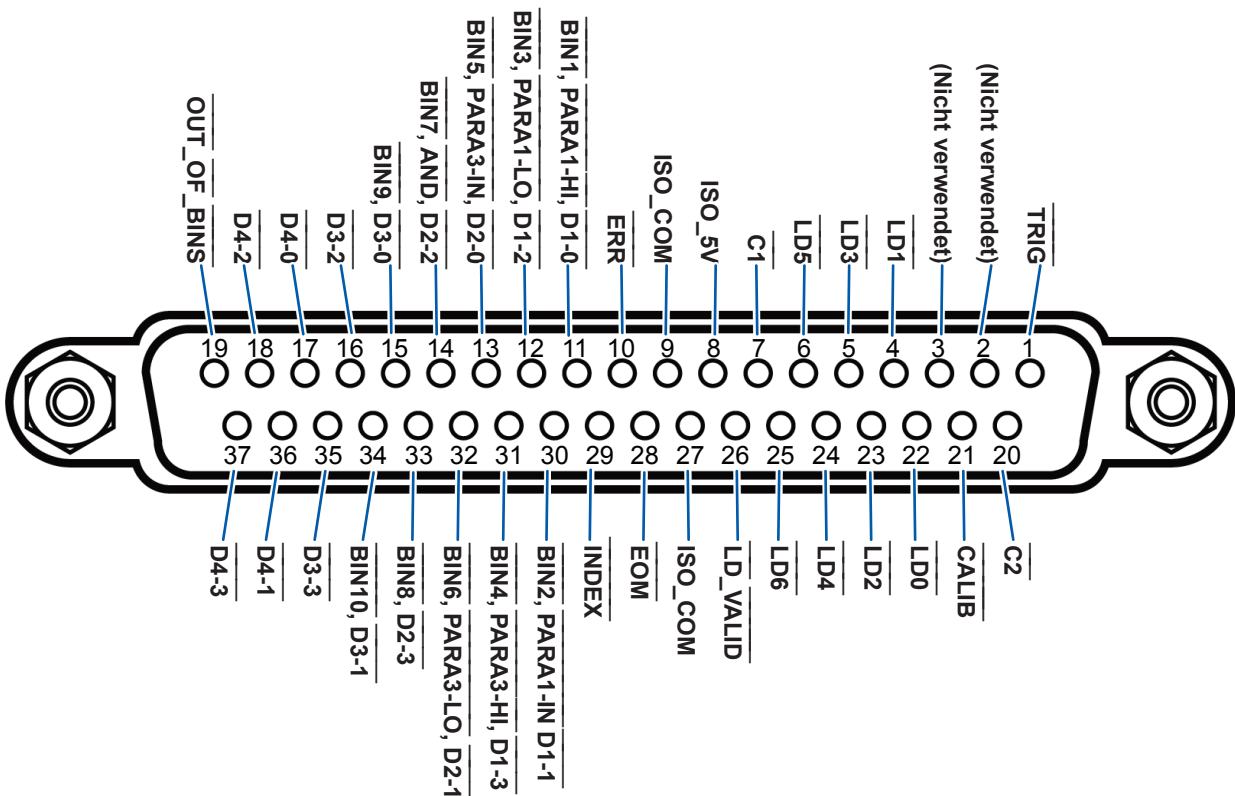 OUT_OF_BINS
D4-2
D4-0
D3-2
BIN9, D3-0
BIN7, AND, D2-2
BIN5, PARA3-IN, D2-0
BIN3, PARA1-LO, D1-2
BIN1, PARA1-HI, D1-0
ERR
ISO_COM
ISO_5V
C1
LD5
LD3
LD1
(Nicht verwendet)
(Nicht verwendet)
TRIG
19 18 17 16 15 14 13 12 11 10 9 8 7 6 5 4 3 2 1
37 36 35 34 33 32 31 30 29 28 27 26 25 24 23 22 21 20
D4-3
D4-1
D3-3
BIN10, D3-1
BIN8, D2-3
BIN6, PARA3-LO, D2-1
BIN4, PARA3-HI, D1-3
BIN2, PARA1-IN D1-1
INDEX
EOM
ISO_COM
LD_VALID
LD6
LD4
LD2
LD0
CALIB
C2